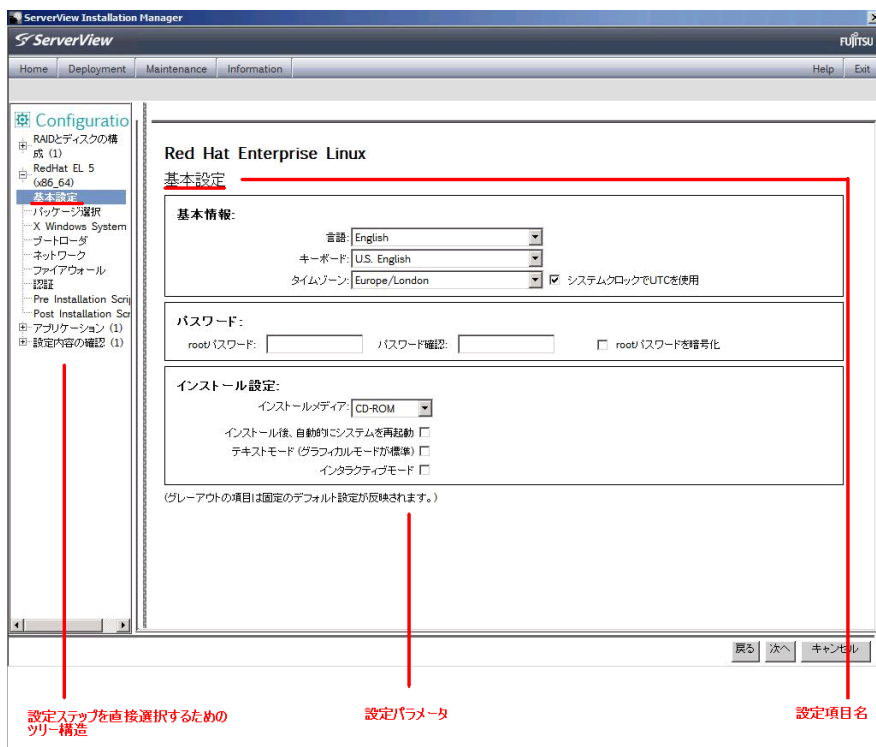 ServerView Installation Manager
ServerView
FUJITSU
Home Deployment Maintenance Information Help Exit
Configuratio
RAIDとディスクの構
成 (1)
RedHat EL 5
(x86_64)
基本設定
パッケージ選択
X Windows System
ブートローダ
ネットワーク
ファイアウォール
認証
Pre Installation Scrip
Post Installation Scr
アプリケーション (1)
設定内容の確認 (1)
Red Hat Enterprise Linux
基本設定
基本情報:
言語: English
キーボード: U.S. English
タイムゾーン: Europe/London システムクロックでUTCを使用
パスワード:
rootパスワード: パスワード確認: rootパスワードを暗号化
インストール設定:
インストールメディア: CD-ROM
インストール後、自動的にシステムを再起動
テキストモード (グラフィカルモードが標準)
インタラクティブモード
(グレーアウトの項目は固定のデフォルト設定が反映されます。)
戻る 次へ キャンセル
設定ステップを直接選択するための
ツリー構造
設定パラメータ
設定項目名